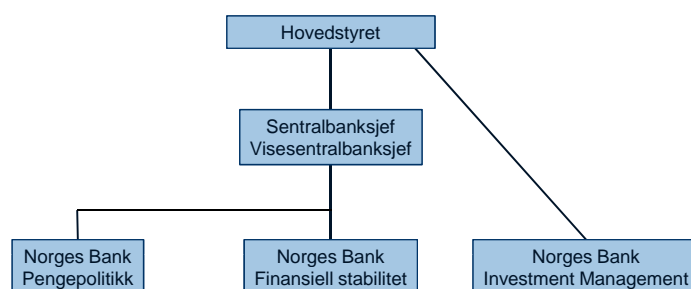 Hovedstyret
Sentralbanksjef
Visesentralbanksjef
Norges Bank
Pengepolitikk
Norges Bank
Finansiell stabilitet
Norges Bank
Investment Management